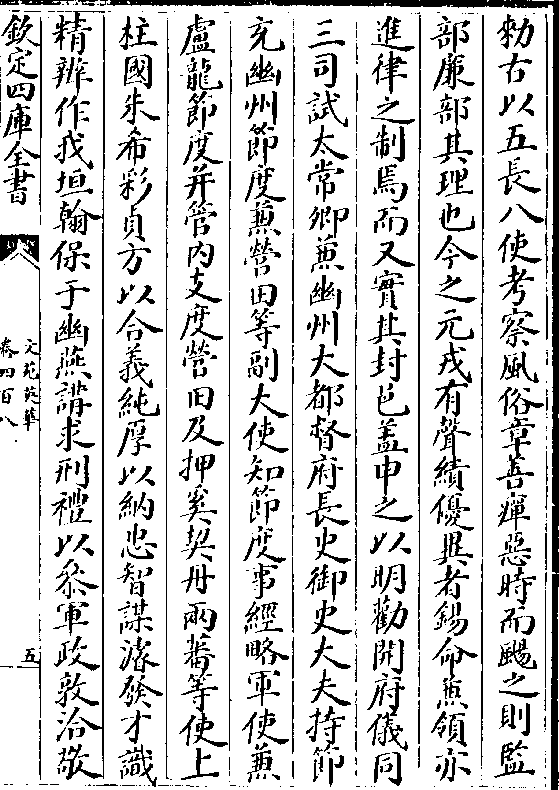 勅古以五長八使考察風俗章善癉惡時而颺之則監
部廉部其理也今之元戎有聲績優異者錫命兼領亦
進律之制焉而又實其封邑蓋申之以明勸開府儀同
三司試太常卿兼幽州大都督府長史御史大夫持節
充幽州節度兼營田等副大使知節度事經略軍使兼
盧龍節度并管内支度營田及押奚契丹兩蕃等使上
柱國朱希彩貞方以合義純厚以納忠智謀濬發才識
精辨作我垣翰保于幽燕講求刑禮以叅軍政敦洽敬
欽定四庫全書
文苑英華
卷四百八
五